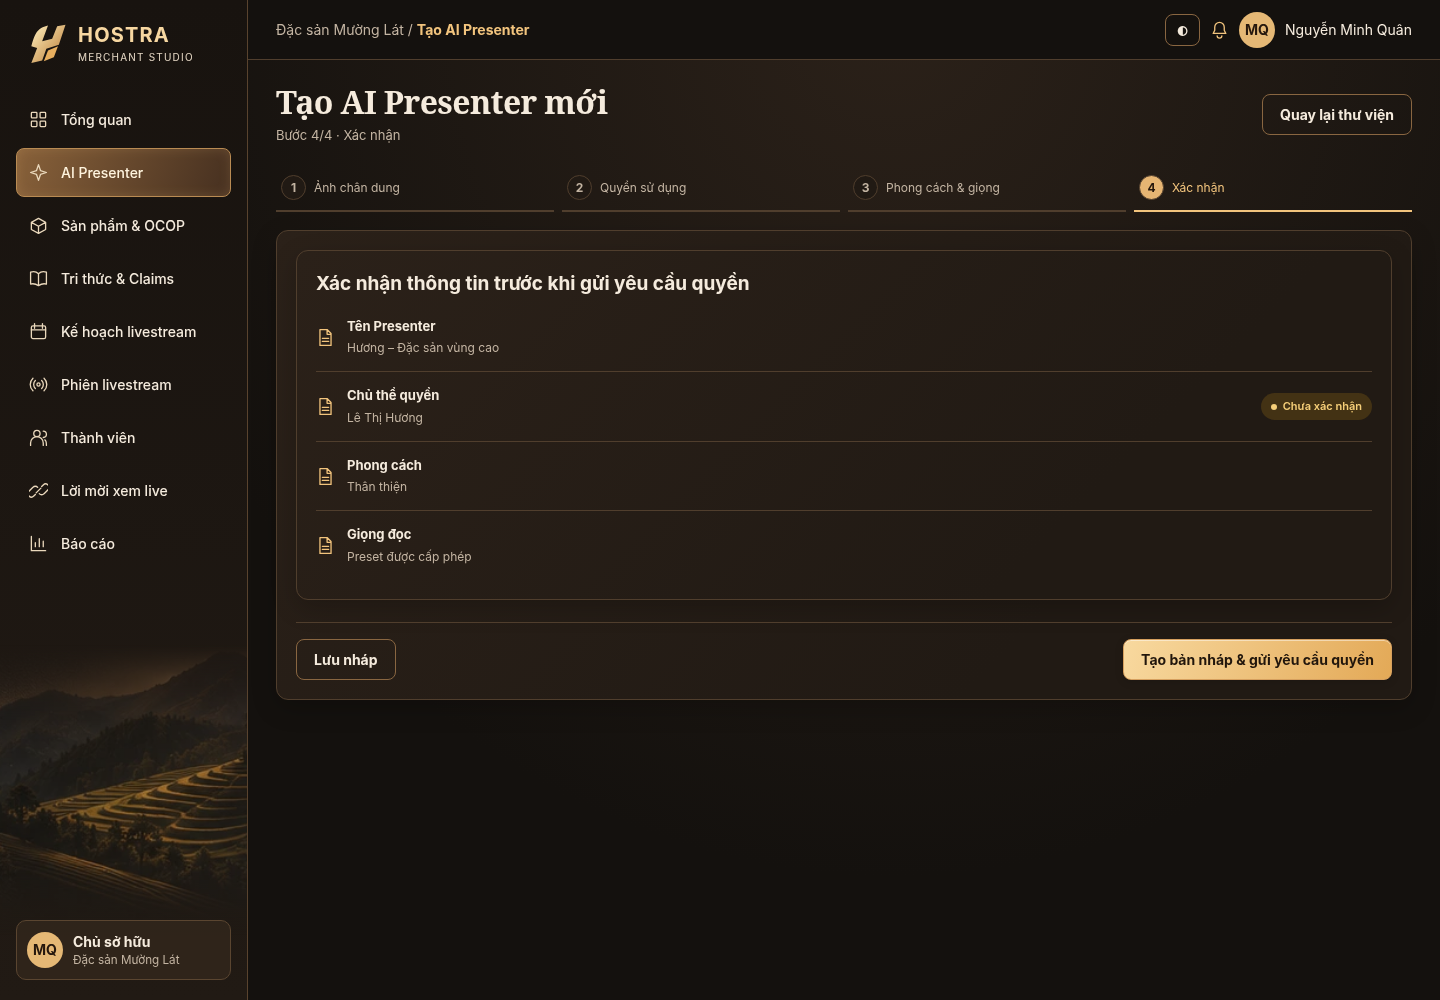 HOSTRA
MERCHANT STUDIO
Tổng quan
AI Presenter
Sản phẩm & OCOP
Tri thức & Claims
Kế hoạch livestream
Phiên livestream
Thành viên
Lời mời xem live
Báo cáo
MQ
Chủ sở hữu
Đặc sản Mường Lát
Đặc sản Mường Lát / Tạo AI Presenter
MQ
Nguyễn Minh Quân
Tạo AI Presenter mới
Bước 4/4 · Xác nhận
Quay lại thư viện
1 Ảnh chân dung
2 Quyền sử dụng
3 Phong cách & giọng
4 Xác nhận
Xác nhận thông tin trước khi gửi yêu cầu quyền
Tên Presenter
Hương – Đặc sản vùng cao
Chủ thể quyền
Lê Thị Hương
Chưa xác nhận
Phong cách
Thân thiện
Giọng đọc
Preset được cấp phép
Lưu nháp
Tạo bản nháp & gửi yêu cầu quyền